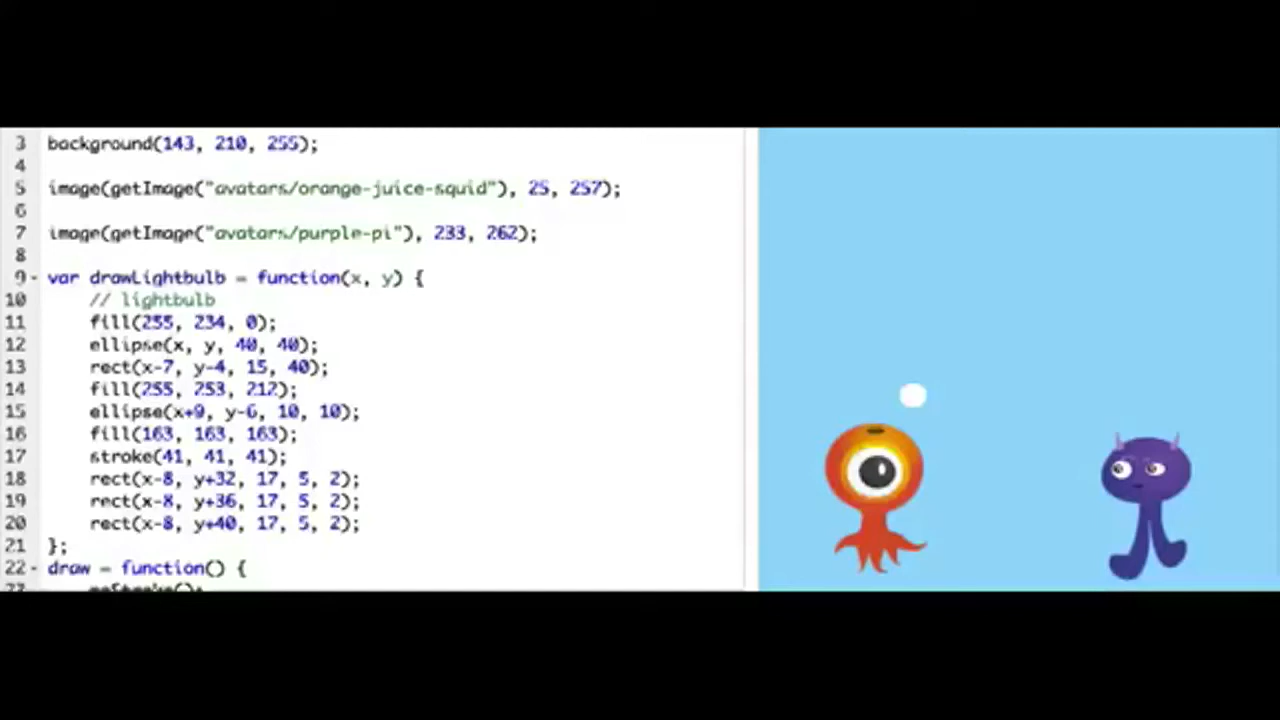 3 background(143, 210, 255);
4
5 image(getImage("avatars/orange-juice-squid"), 25, 257);
6
7 image(getImage("avatars/purple-pi"), 233, 262);
8
9 var drawLightbulb = function(x, y) {
10 // lightbulb
11 fill(255, 234, 0);
12 ellipse(x, y, 40, 40);
13 rect(x-7, y-4, 15, 40);
14 fill(255, 253, 212);
15 ellipse(x+9, y-6, 10, 10);
16 fill(163, 163, 163);
17 stroke(41, 41, 41);
18 rect(x-8, y+32, 17, 5, 2);
19 rect(x-8, y+36, 17, 5, 2);
20 rect(x-8, y+40, 17, 5, 2);
21 };
22 draw = function() {